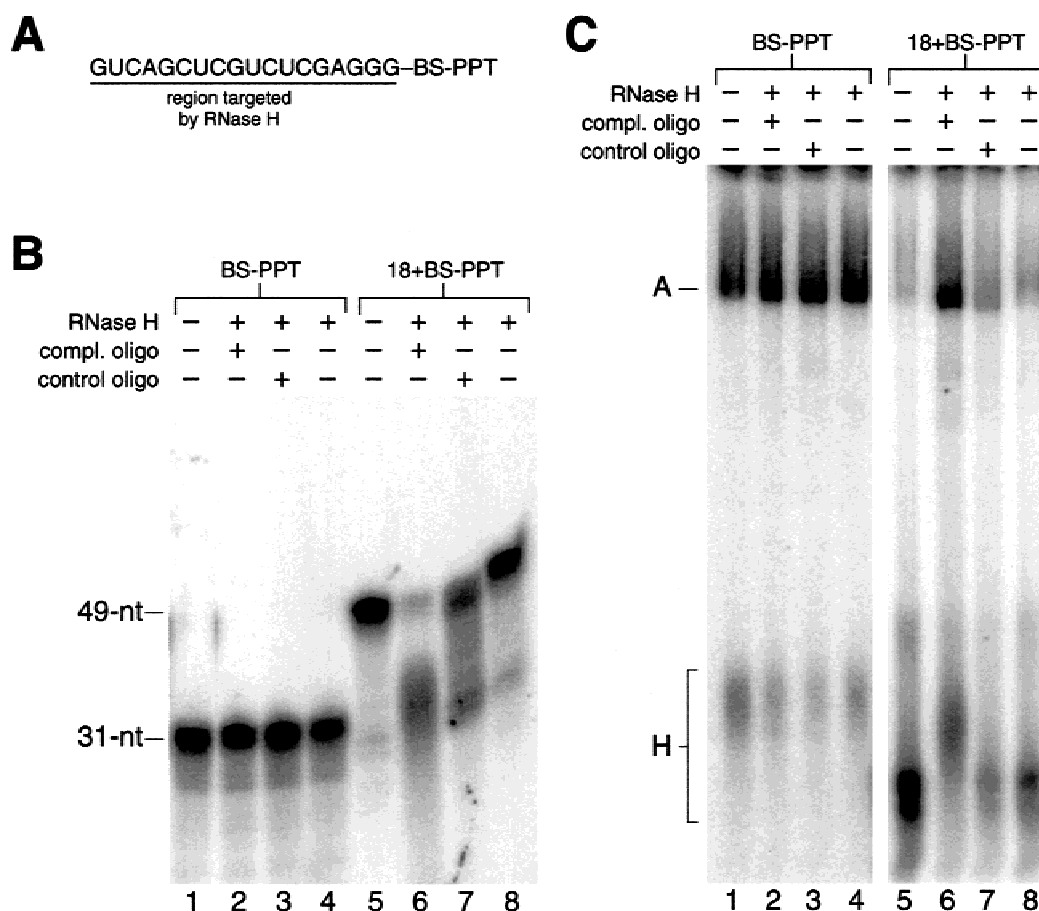 A
GUCAGCUCGUCUCGAGGG–BS-PPT
region targeted
by RNase H
B
BS-PPT 18+BS-PPT
RNase H − + + + − + + +
compl. oligo − + − − − + − −
control oligo − − + − − − + −
49-nt
31-nt
1 2 3 4 5 6 7 8
C
BS-PPT 18+BS-PPT
RNase H − + + + − + + +
compl. oligo − + − − − + − −
control oligo − − + − − − + −
A
H
1 2 3 4 5 6 7 8